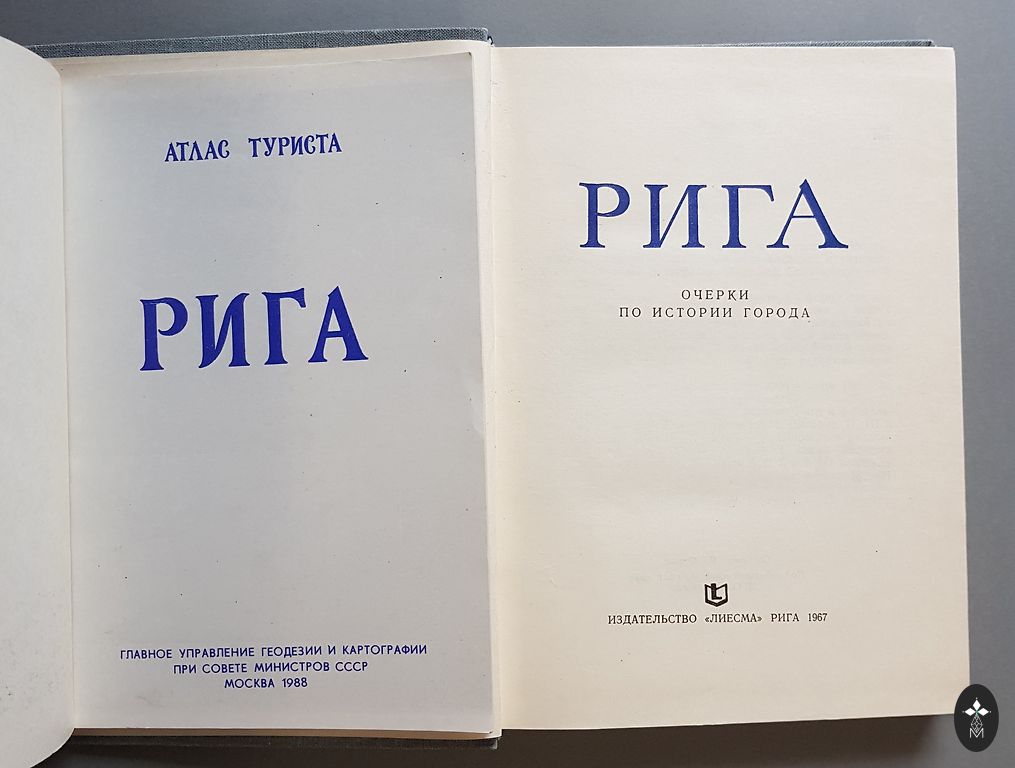 АТЛАС ТУРИСТА
РИГА
ГЛАВНОЕ УПРАВЛЕНИЕ ГЕОДЕЗИИ И КАРТОГРАФИИ
ПРИ СОВЕТЕ МИНИСТРОВ СССР
МОСКВА 1988
РИГА
ОЧЕРКИ
ПО ИСТОРИИ ГОРОДА
L
ИЗДАТЕЛЬСТВО «ЛИЕСМА» РИГА 1967
M